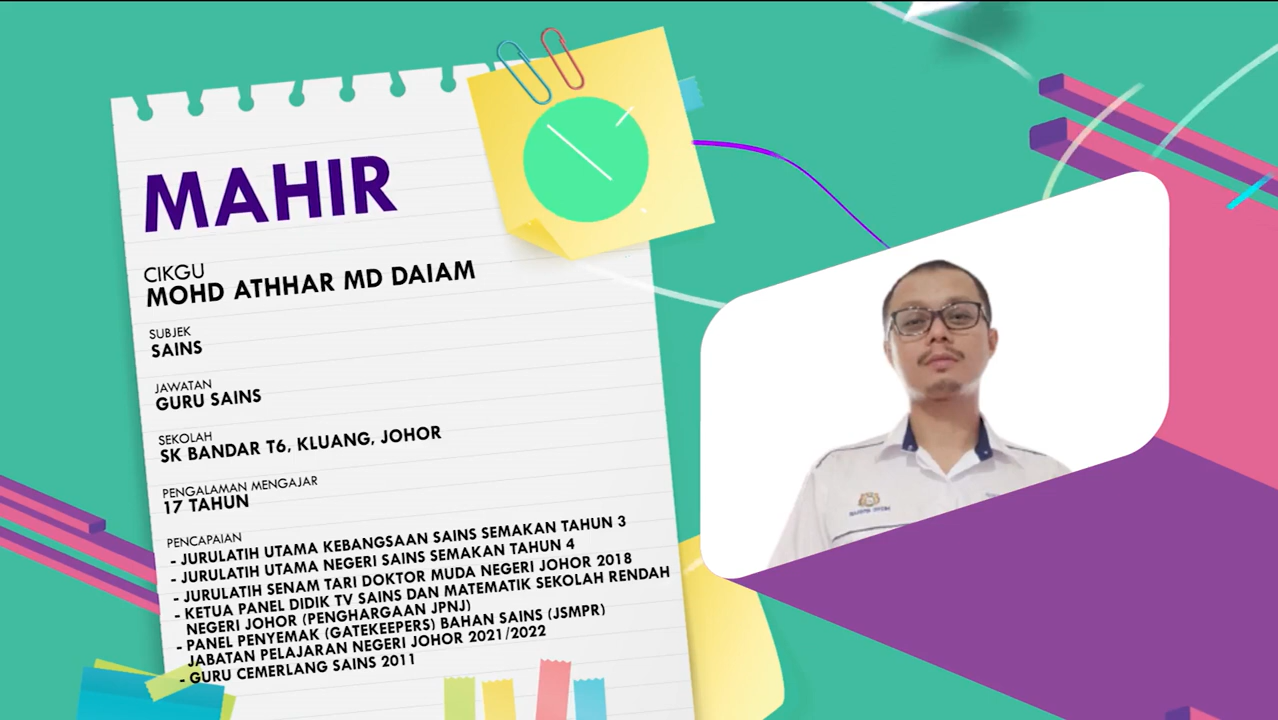 MAHIR
CIKGU
MOHD ATHHAR MD DAIAM
SUBJEK
SAINS
JAWATAN
GURU SAINS
SEKOLAH
SK BANDAR T6, KLUANG, JOHOR
PENGALAMAN MENGAJAR
17 TAHUN
PENCAPAIAN
- JURULATIH UTAMA KEBANGSAAN SAINS SEMAKAN TAHUN 3
- JURULATIH UTAMA NEGERI SAINS SEMAKAN TAHUN 4
- JURULATIH SENAM TARI DOKTOR MUDA NEGERI JOHOR 2018
- KETUA PANEL DIDIK TV SAINS DAN MATEMATIK SEKOLAH RENDAH
NEGERI JOHOR (PENGHARGAAN JPNJ)
- PANEL PENYEMAK (GATEKEEPERS) BAHAN SAINS (JSMPR)
JABATAN PELAJARAN NEGERI JOHOR 2021/2022
- GURU CEMERLANG SAINS 2011